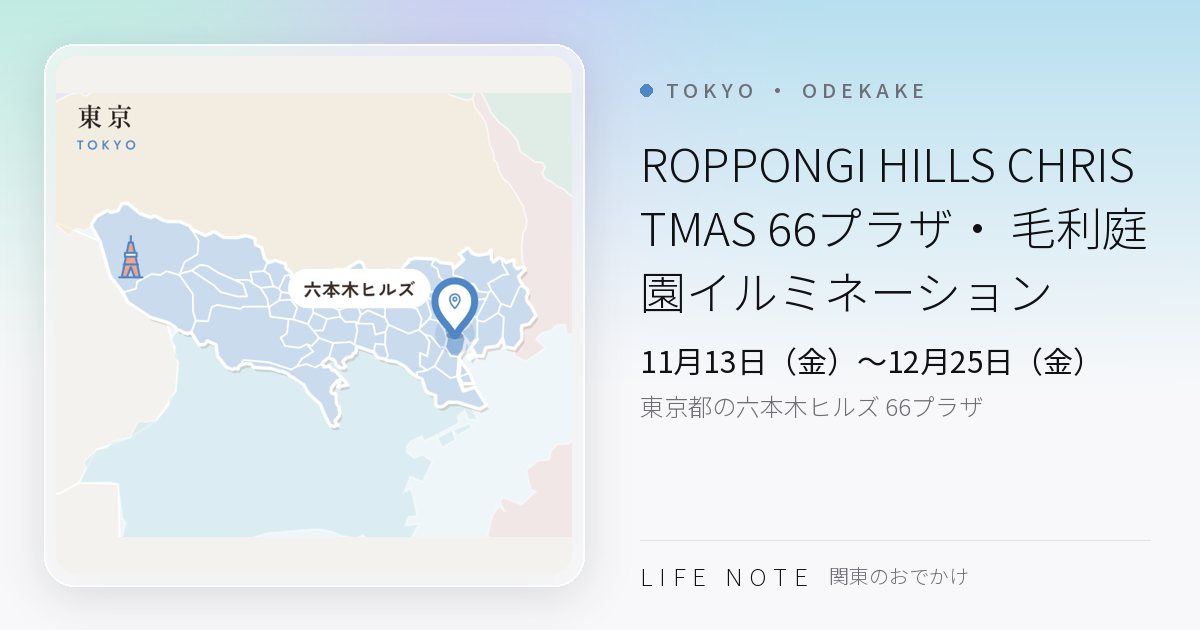 東京
TOKYO
六本木ヒルズ
TOKYO • ODEKAKE
ROPPONGI HILLS CHRIS
TMAS 66プラザ・ 毛利庭
園イルミネーション
11月13日（金）〜12月25日（金）
東京都の六本木ヒルズ 66プラザ
LIFE NOTE 関東のおでかけ